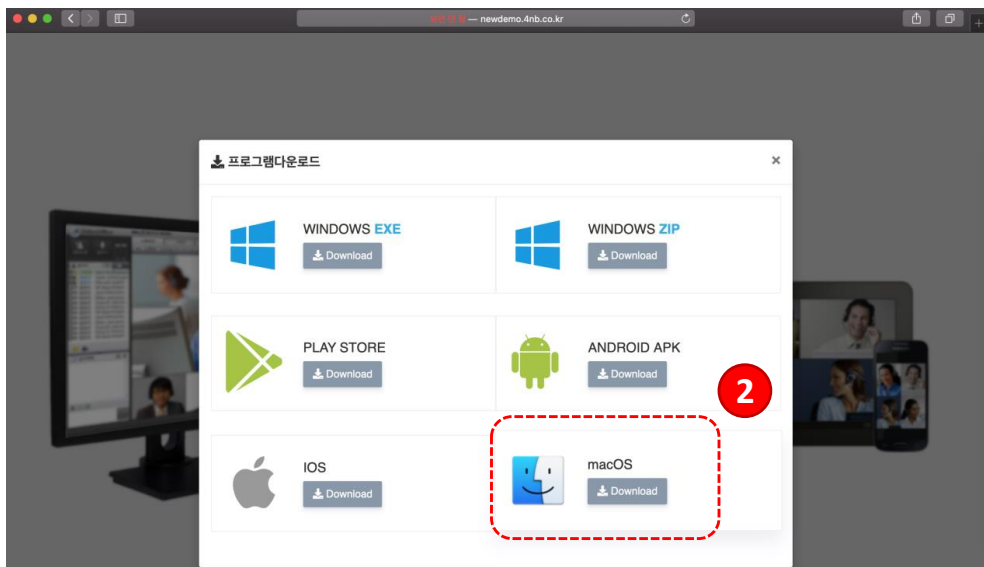 — newdemo.4nb.co.kr
프로그램다운로드
WINDOWS EXE
Download
WINDOWS ZIP
Download
PLAY STORE
Download
ANDROID APK
Download
2
IOS
Download
macOS
Download